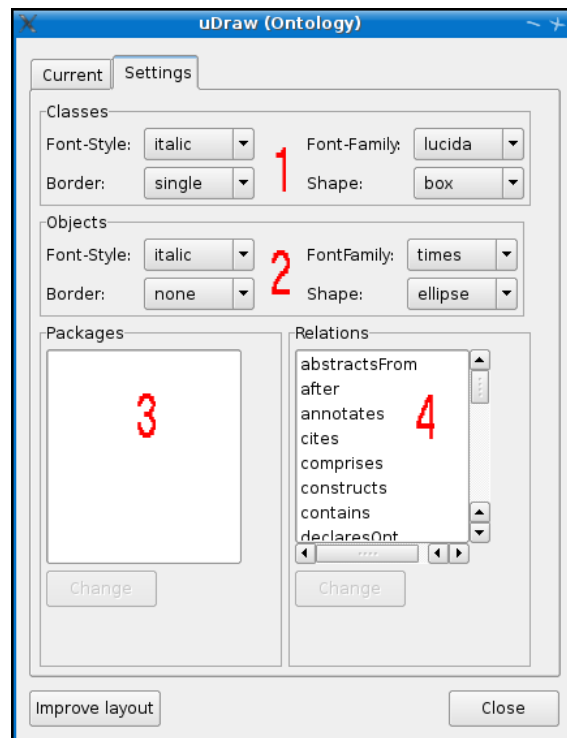 uDraw (Ontology)
Current Settings
Classes
Font-Style: italic Font-Family: lucida
1
Border: single Shape: box
Objects
Font-Style: italic FontFamily: times
2
Border: none Shape: ellipse
Packages
3
Change
Relations
abstractsFrom
after
annotates
4
cites
comprises
constructs
contains
declaresOnt
Change
Improve layout Close